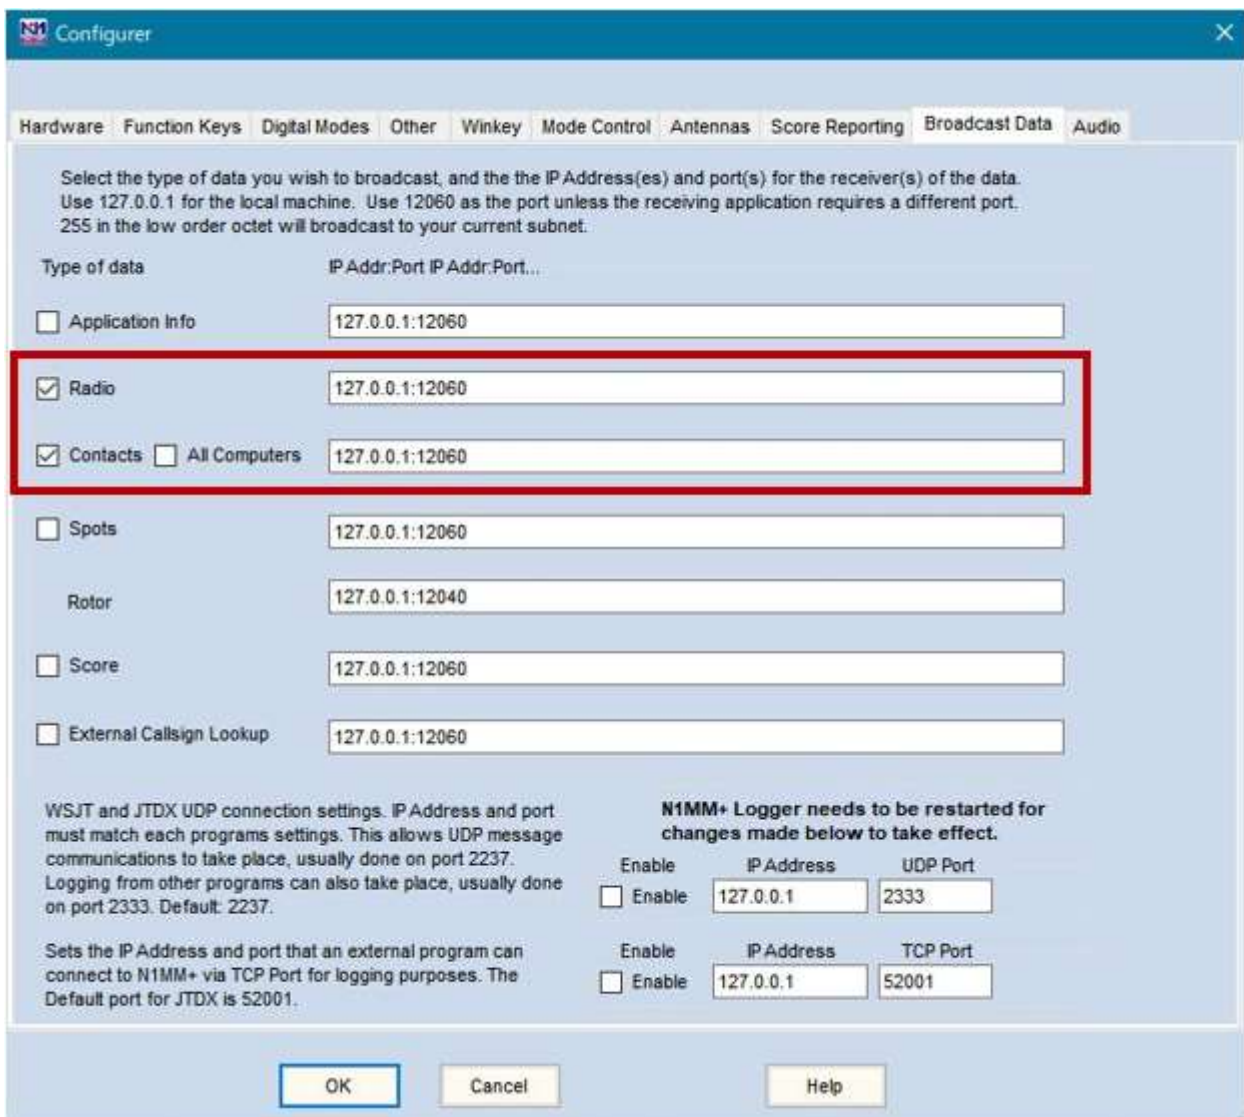 N1 Configurer
Hardware Function Keys Digital Modes Other Winkey Mode Control Antennas Score Reporting Broadcast Data Audio
Select the type of data you wish to broadcast, and the the IP Address(es) and port(s) for the receiver(s) of the data.
Use 127.0.0.1 for the local machine. Use 12060 as the port unless the receiving application requires a different port.
255 in the low order octet will broadcast to your current subnet.
Type of data IP Addr:Port IP Addr:Port...
Application Info 127.0.0.1:12060
Radio 127.0.0.1:12060
Contacts All Computers 127.0.0.1:12060
Spots 127.0.0.1:12060
Rotor 127.0.0.1:12040
Score 127.0.0.1:12060
External Callsign Lookup 127.0.0.1:12060
WSJT and JTDX UDP connection settings. IP Address and port
must match each programs settings. This allows UDP message
communications to take place, usually done on port 2237.
Logging from other programs can also take place, usually done
on port 2333. Default: 2237.
N1MM+ Logger needs to be restarted for
changes made below to take effect.
Enable IP Address UDP Port
Enable 127.0.0.1 2333
Sets the IP Address and port that an external program can
connect to N1MM+ via TCP Port for logging purposes. The
Default port for JTDX is 52001.
Enable IP Address TCP Port
Enable 127.0.0.1 52001
OK Cancel Help